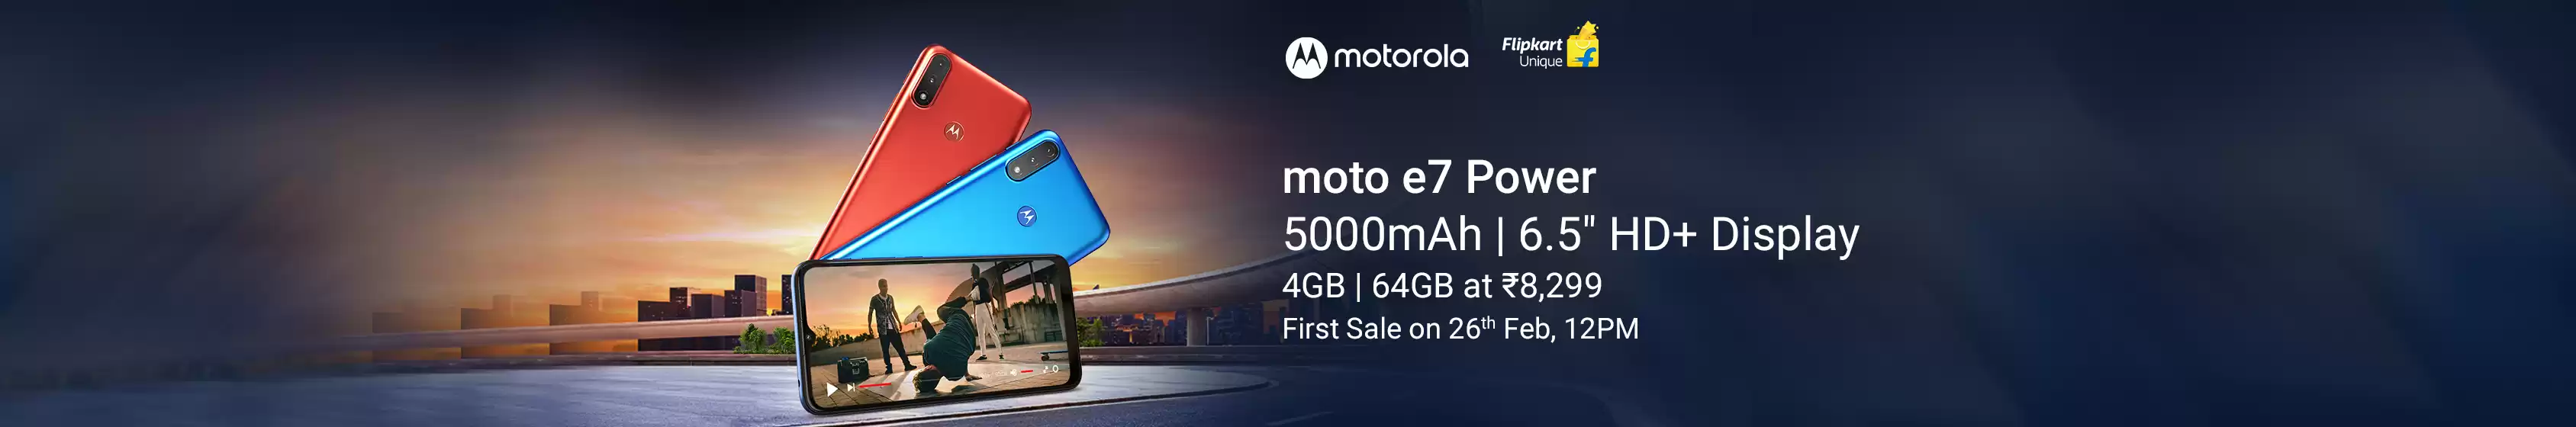 motorola
Flipkart
Unique
moto e7 Power
5000mAh | 6.5" HD+ Display
4GB | 64GB at ₹8,299
First Sale on 26th Feb, 12PM